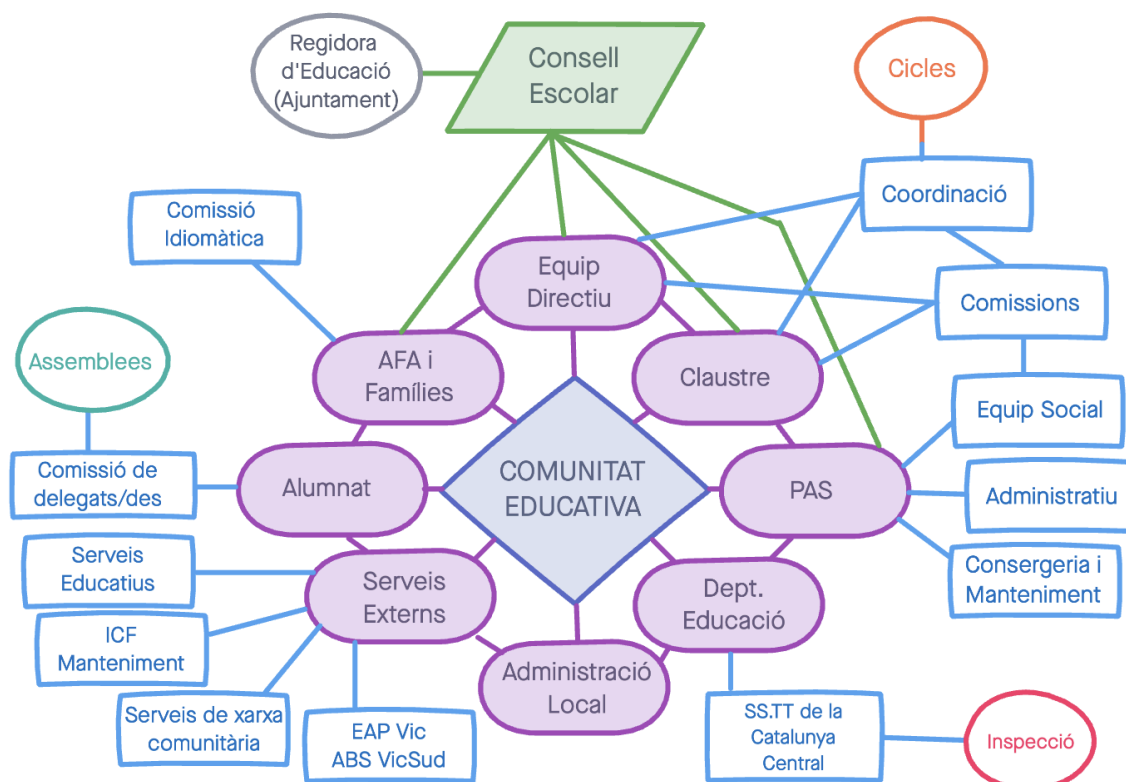 Regidora
d'Educació
(Ajuntament)
Consell
Escolar
Cicles
Coordinació
Comissió
Idiomàtica
Equip
Directiu
Comissions
AFA i
Famílies
Claustre
Assemblees
Equip Social
Comissió de
delegats/des
Alumnat
COMUNITAT
EDUCATIVA
PAS
Administratiu
Serveis
Educatius
Serveis
Externs
Dept.
Educació
Consergeria i
Manteniment
ICF
Manteniment
Administració
Local
Serveis de xarxa
comunitària
EAP Vic
ABS VicSud
SS.TT de la
Catalunya
Central
Inspecció